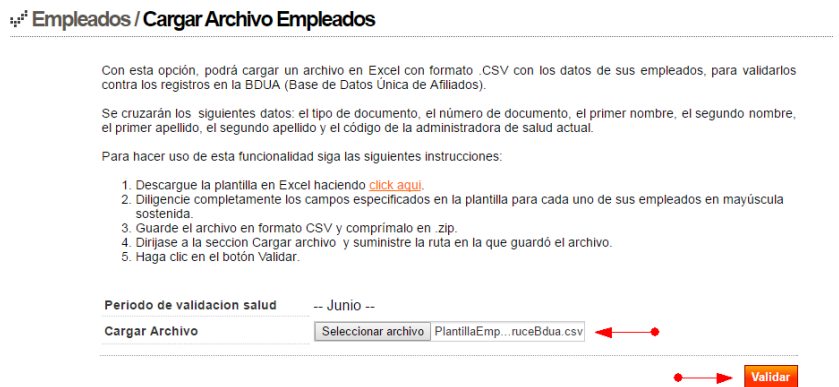 Empleados / Cargar Archivo Empleados
Con esta opción, podrá cargar un archivo en Excel con formato .CSV con los datos de sus empleados, para validarlos
contra los registros en la BDUA (Base de Datos Única de Afiliados).
Se cruzarán los siguientes datos: el tipo de documento, el número de documento, el primer nombre, el segundo nombre,
el primer apellido, el segundo apellido y el código de la administradora de salud actual.
Para hacer uso de esta funcionalidad siga las siguientes instrucciones:
1. Descargue la plantilla en Excel haciendo click aqui.
2. Diligencie completamente los campos especificados en la plantilla para cada uno de sus empleados en mayúscula
sostenida.
3. Guarde el archivo en formato CSV y comprímalo en .zip.
4. Dirijase a la seccion Cargar archivo y suministre la ruta en la que guardó el archivo.
5. Haga clic en el botón Validar.
Periodo de validacion salud -- Junio --
Cargar Archivo Seleccionar archivo PlantillaEmp...ruceBdua.csv
Validar